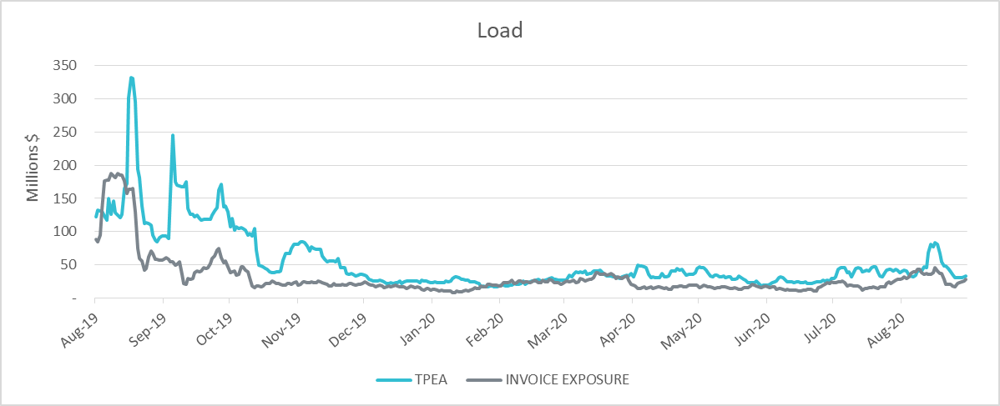 Load
Millions $
350
300
250
200
150
100
50
-
Aug-19
Sep-19
Oct-19
Nov-19
Dec-19
Jan-20
Feb-20
Mar-20
Apr-20
May-20
Jun-20
Jul-20
Aug-20
TPEA
INVOICE EXPOSURE